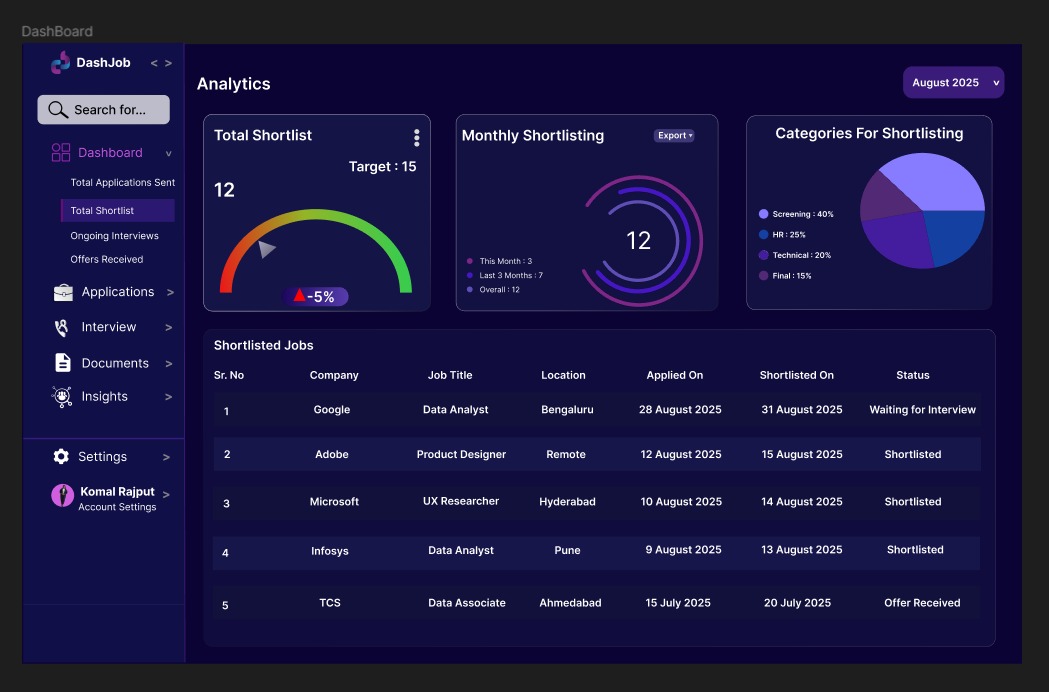 DashBoard
DashJob < >
Search for...
Dashboard v
Total Applications Sent
Total Shortlist
Ongoing Interviews
Offers Received
Applications >
Interview >
Documents >
Insights >
Settings >
Komal Rajput >
Account Settings
Analytics
August 2025 v
Total Shortlist
Target : 15
12
-5%
Monthly Shortlisting
Export
12
This Month : 3
Last 3 Months : 7
Overall : 12
Categories For Shortlisting
Screening : 40%
HR : 25%
Technical : 20%
Final : 15%
Shortlisted Jobs
Sr. No Company Job Title Location Applied On Shortlisted On Status
1 Google Data Analyst Bengaluru 28 August 2025 31 August 2025 Waiting for Interview
2 Adobe Product Designer Remote 12 August 2025 15 August 2025 Shortlisted
3 Microsoft UX Researcher Hyderabad 10 August 2025 14 August 2025 Shortlisted
4 Infosys Data Analyst Pune 9 August 2025 13 August 2025 Shortlisted
5 TCS Data Associate Ahmedabad 15 July 2025 20 July 2025 Offer Received